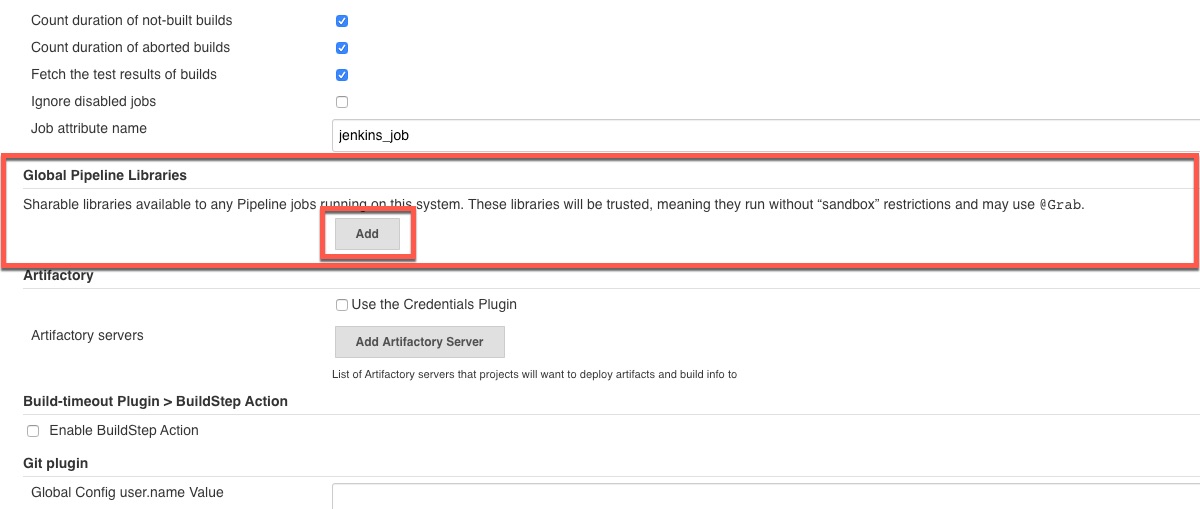 Count duration of not-built builds
Count duration of aborted builds
Fetch the test results of builds
Ignore disabled jobs
Job attribute name
jenkins_job
Global Pipeline Libraries
Sharable libraries available to any Pipeline jobs running on this system. These libraries will be trusted, meaning they run without “sandbox” restrictions and may use @Grab.
Add
Artifactory
Use the Credentials Plugin
Artifactory servers
Add Artifactory Server
List of Artifactory servers that projects will want to deploy artifacts and build info to
Build-timeout Plugin > BuildStep Action
Enable BuildStep Action
Git plugin
Global Config user.name Value